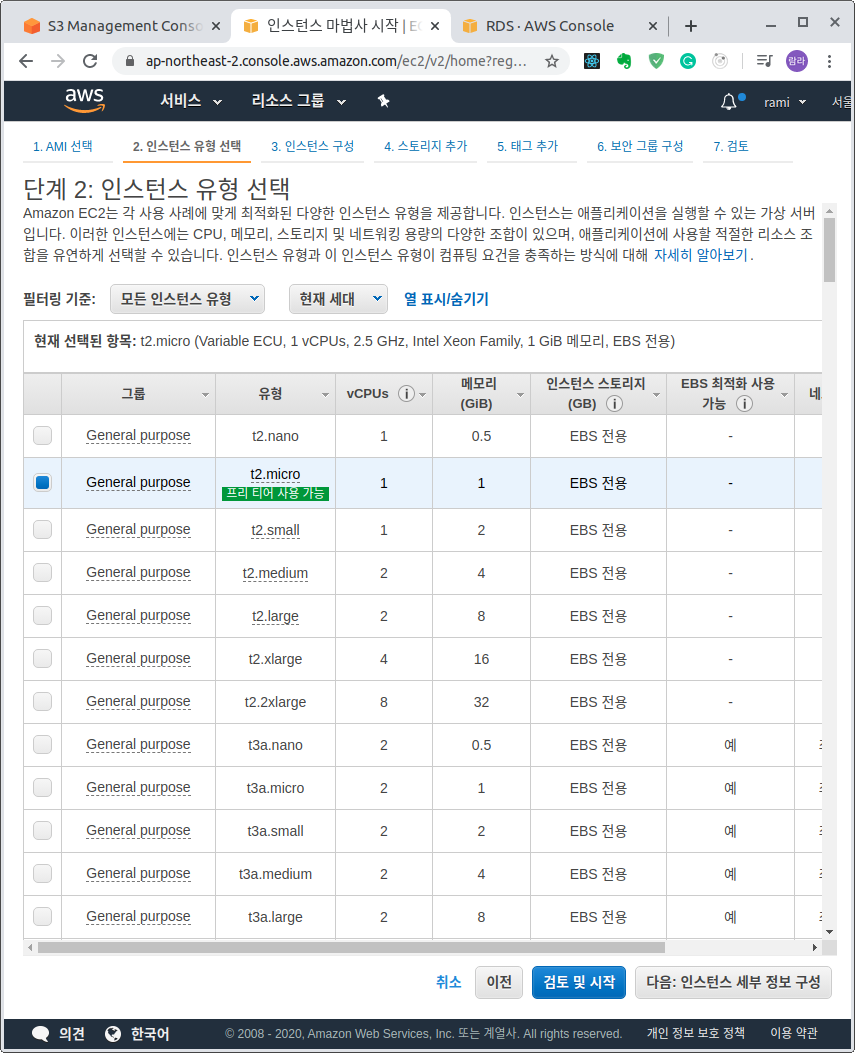 S3 Management Conso
인스턴스 마법사 시작 | EC
RDS · AWS Console
ap-northeast-2.console.aws.amazon.com/ec2/v2/home?reg...
람라
aws 서비스 리소스 그룹 rami 서울
1. AMI 선택 2. 인스턴스 유형 선택 3. 인스턴스 구성 4. 스토리지 추가 5. 태그 추가 6. 보안 그룹 구성 7. 검토
단계 2: 인스턴스 유형 선택
Amazon EC2는 각 사용 사례에 맞게 최적화된 다양한 인스턴스 유형을 제공합니다. 인스턴스는 애플리케이션을 실행할 수 있는 가상 서버
입니다. 이러한 인스턴스에는 CPU, 메모리, 스토리지 및 네트워킹 용량의 다양한 조합이 있으며, 애플리케이션에 사용할 적절한 리소스 조
합을 유연하게 선택할 수 있습니다. 인스턴스 유형과 이 인스턴스 유형이 컴퓨팅 요건을 충족하는 방식에 대해 자세히 알아보기.
필터링 기준: 모든 인스턴스 유형 현재 세대 열 표시/숨기기
현재 선택된 항목: t2.micro (Variable ECU, 1 vCPUs, 2.5 GHz, Intel Xeon Family, 1 GiB 메모리, EBS 전용)
그룹 유형 vCPUs 메모리 (GiB) 인스턴스 스토리지 (GB) EBS 최적화 사용 가능 네
General purpose t2.nano 1 0.5 EBS 전용 -
General purpose t2.micro 프리 티어 사용 가능 1 1 EBS 전용 -
General purpose t2.small 1 2 EBS 전용 -
General purpose t2.medium 2 4 EBS 전용 -
General purpose t2.large 2 8 EBS 전용 -
General purpose t2.xlarge 4 16 EBS 전용 -
General purpose t2.2xlarge 8 32 EBS 전용 -
General purpose t3a.nano 2 0.5 EBS 전용 예
General purpose t3a.micro 2 1 EBS 전용 예
General purpose t3a.small 2 2 EBS 전용 예
General purpose t3a.medium 2 4 EBS 전용 예
General purpose t3a.large 2 8 EBS 전용 예
취소 이전 검토 및 시작 다음: 인스턴스 세부 정보 구성
의견 한국어 © 2008 - 2020, Amazon Web Services, Inc. 또는 계열사. All rights reserved. 개인 정보 보호 정책 이용 약관